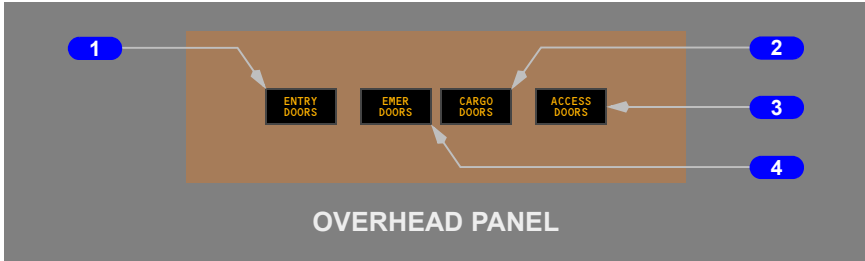 1
2
ENTRY
DOORS
EMER
DOORS
CARGO
DOORS
ACCESS
DOORS
3
4
OVERHEAD PANEL